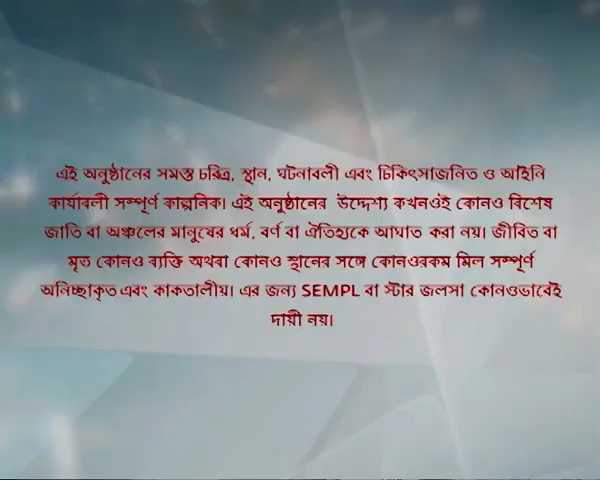 এই অনুষ্ঠানের সমস্ত চরিত্র, স্থান, ঘটনাবলী এবং চিকিৎসাজনিত ও আইনি
কার্যাবলী সম্পূর্ণ কাল্পনিক। এই অনুষ্ঠানের উদ্দেশ্য কখনওই কোনও বিশেষ
জাতি বা অঞ্চলের মানুষের ধর্ম, বর্ণ বা ঐতিহ্যকে আঘাত করা নয়। জীবিত বা
মৃত কোনও ব্যক্তি অথবা কোনও স্থানের সঙ্গে কোনওরকম মিল সম্পূর্ণ
অনিচ্ছাকৃত এবং কাকতালীয়। এর জন্য SEMPL বা স্টার জলসা কোনওভাবেই
দায়ী নয়।